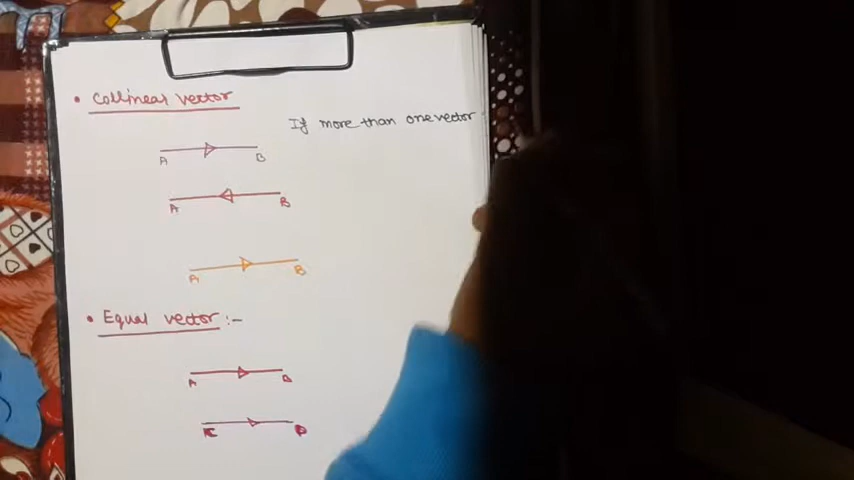 • Collinear vector
If more than one vector
A B
A B
A B
• Equal vector :-
A B
C D